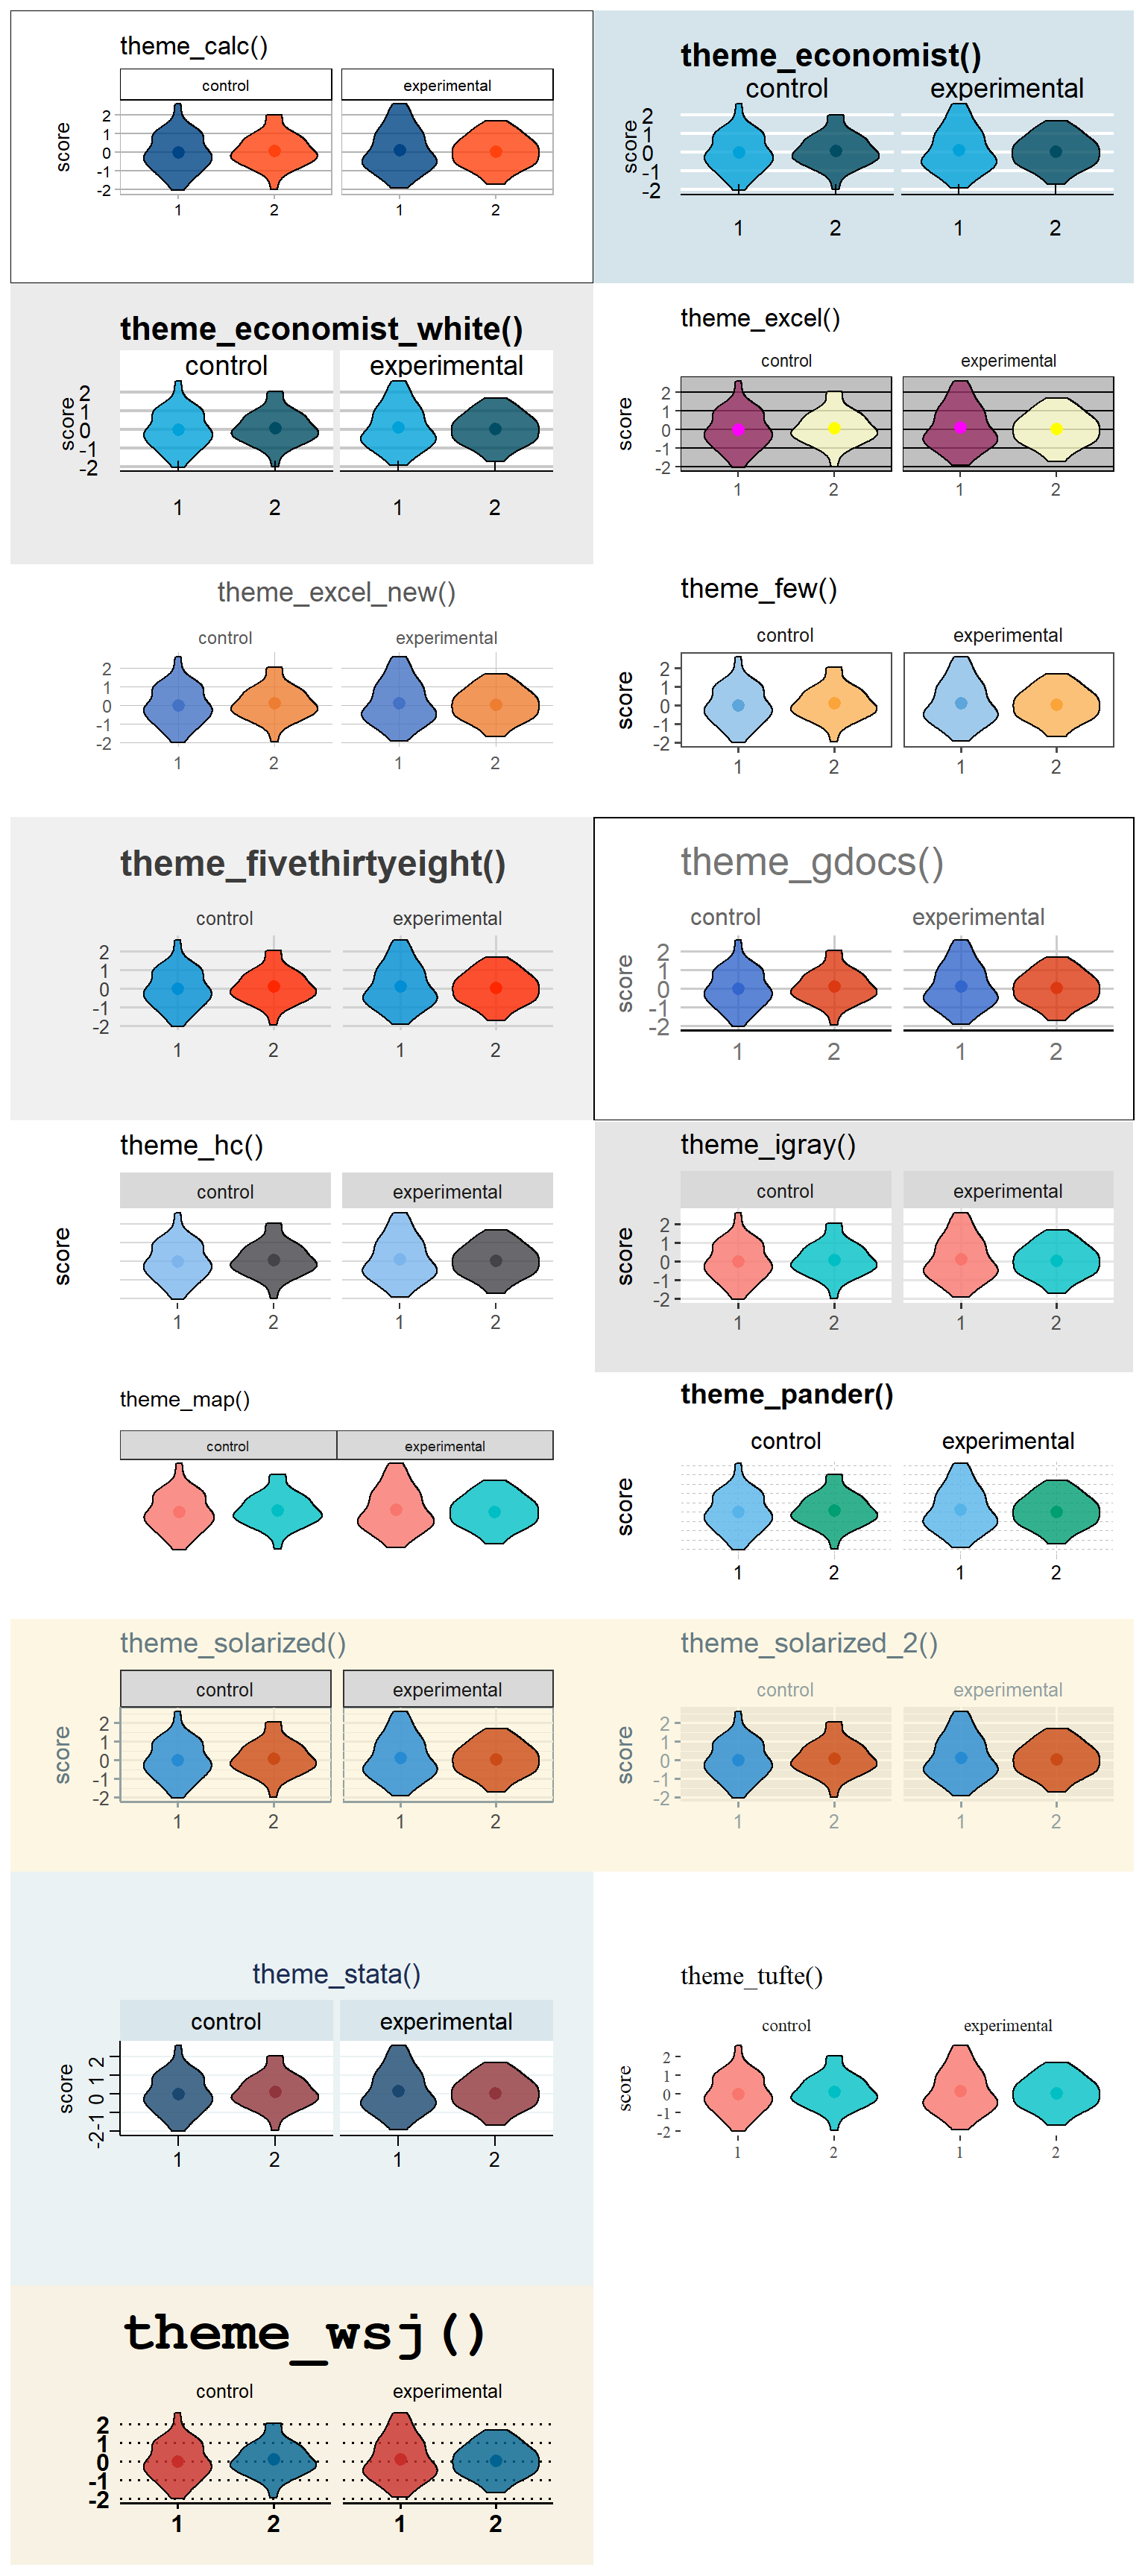 theme_calc()
control experimental
score
2
1
0
-1
-2
1 2 1 2
theme_economist()
control experimental
score
2
1
0
-1
-2
1 2 1 2
theme_economist_white()
control experimental
score
2
1
0
-1
-2
1 2 1 2
theme_excel()
control experimental
score
2
1
0
-1
-2
1 2 1 2
theme_excel_new()
control experimental
2
1
0
-1
-2
1 2 1 2
theme_few()
control experimental
score
2
1
0
-1
-2
1 2 1 2
theme_fivethirtyeight()
control experimental
2
1
0
-1
-2
1 2 1 2
theme_gdocs()
control experimental
score
2
1
0
-1
-2
1 2 1 2
theme_hc()
control experimental
score
1 2 1 2
theme_igray()
control experimental
score
2
1
0
-1
-2
1 2 1 2
theme_map()
control experimental
theme_pander()
control experimental
score
1 2 1 2
theme_solarized()
control experimental
score
2
1
0
-1
-2
1 2 1 2
theme_solarized_2()
control experimental
score
2
1
0
-1
-2
1 2 1 2
theme_stata()
control experimental
score
-2 -1 0 1 2
1 2 1 2
theme_tufte()
control experimental
score
2
1
0
-1
-2
1 2 1 2
theme_wsj()
control experimental
2
1
0
-1
-2
1 2 1 2